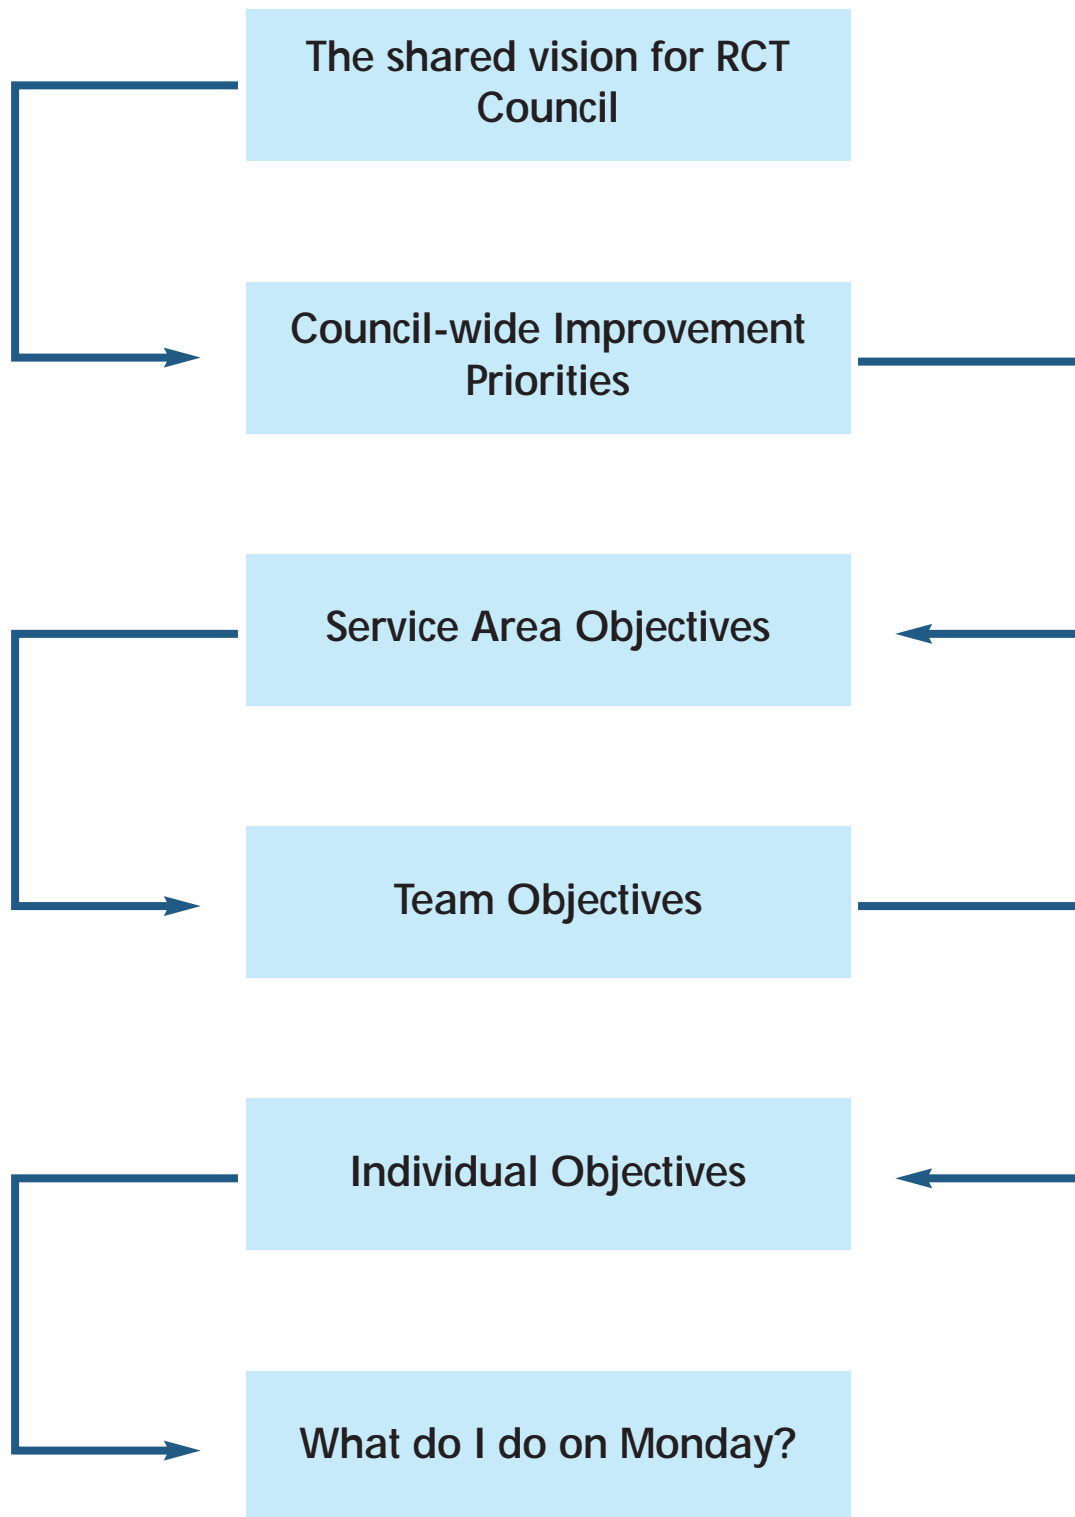 The shared vision for RCT
Council
Council-wide Improvement
Priorities
Service Area Objectives
Team Objectives
Individual Objectives
What do I do on Monday?